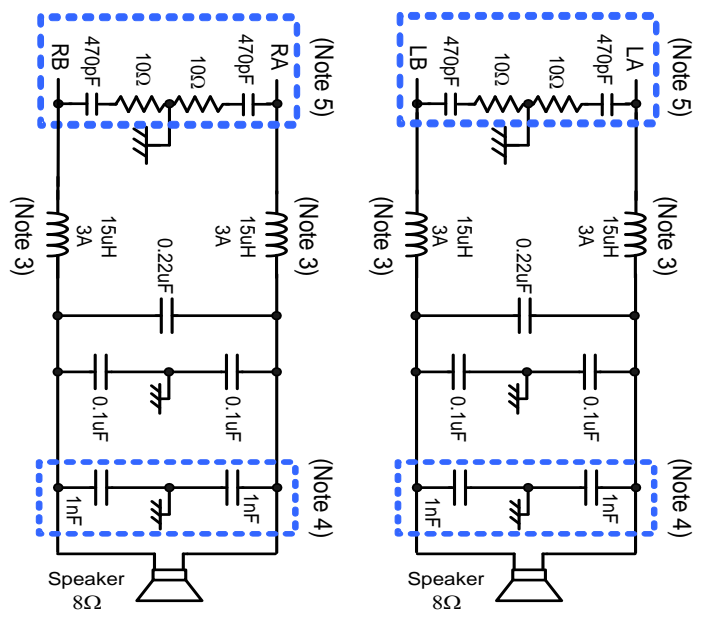 RB
470pF
10Ω
10Ω
470pF
RA
(Note 5)
LB
470pF
10Ω
10Ω
470pF
LA
(Note 5)
(Note 3)
15uH
3A
15uH
3A
(Note 3)
(Note 3)
15uH
3A
15uH
3A
(Note 3)
0.22uF
0.22uF
0.1uF
0.1uF
0.1uF
0.1uF
1nF
1nF
(Note 4)
1nF
1nF
(Note 4)
Speaker
8Ω
Speaker
8Ω